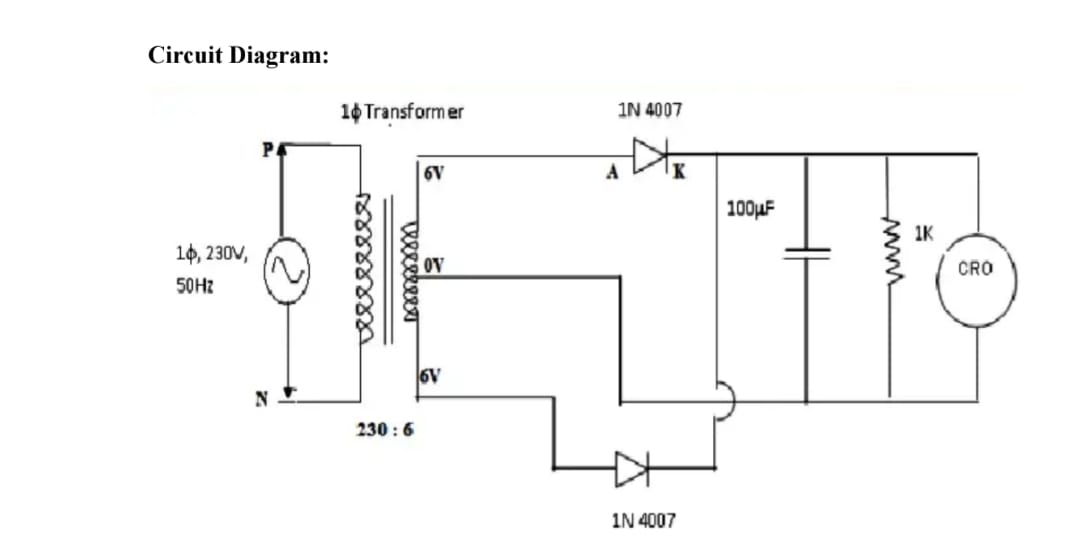 Circuit Diagram:
1ϕ Transformer
1N 4007
P
6V
A
K
100µF
1K
1ϕ, 230V,
50Hz
0V
CRO
6V
N
230 : 6
1N 4007